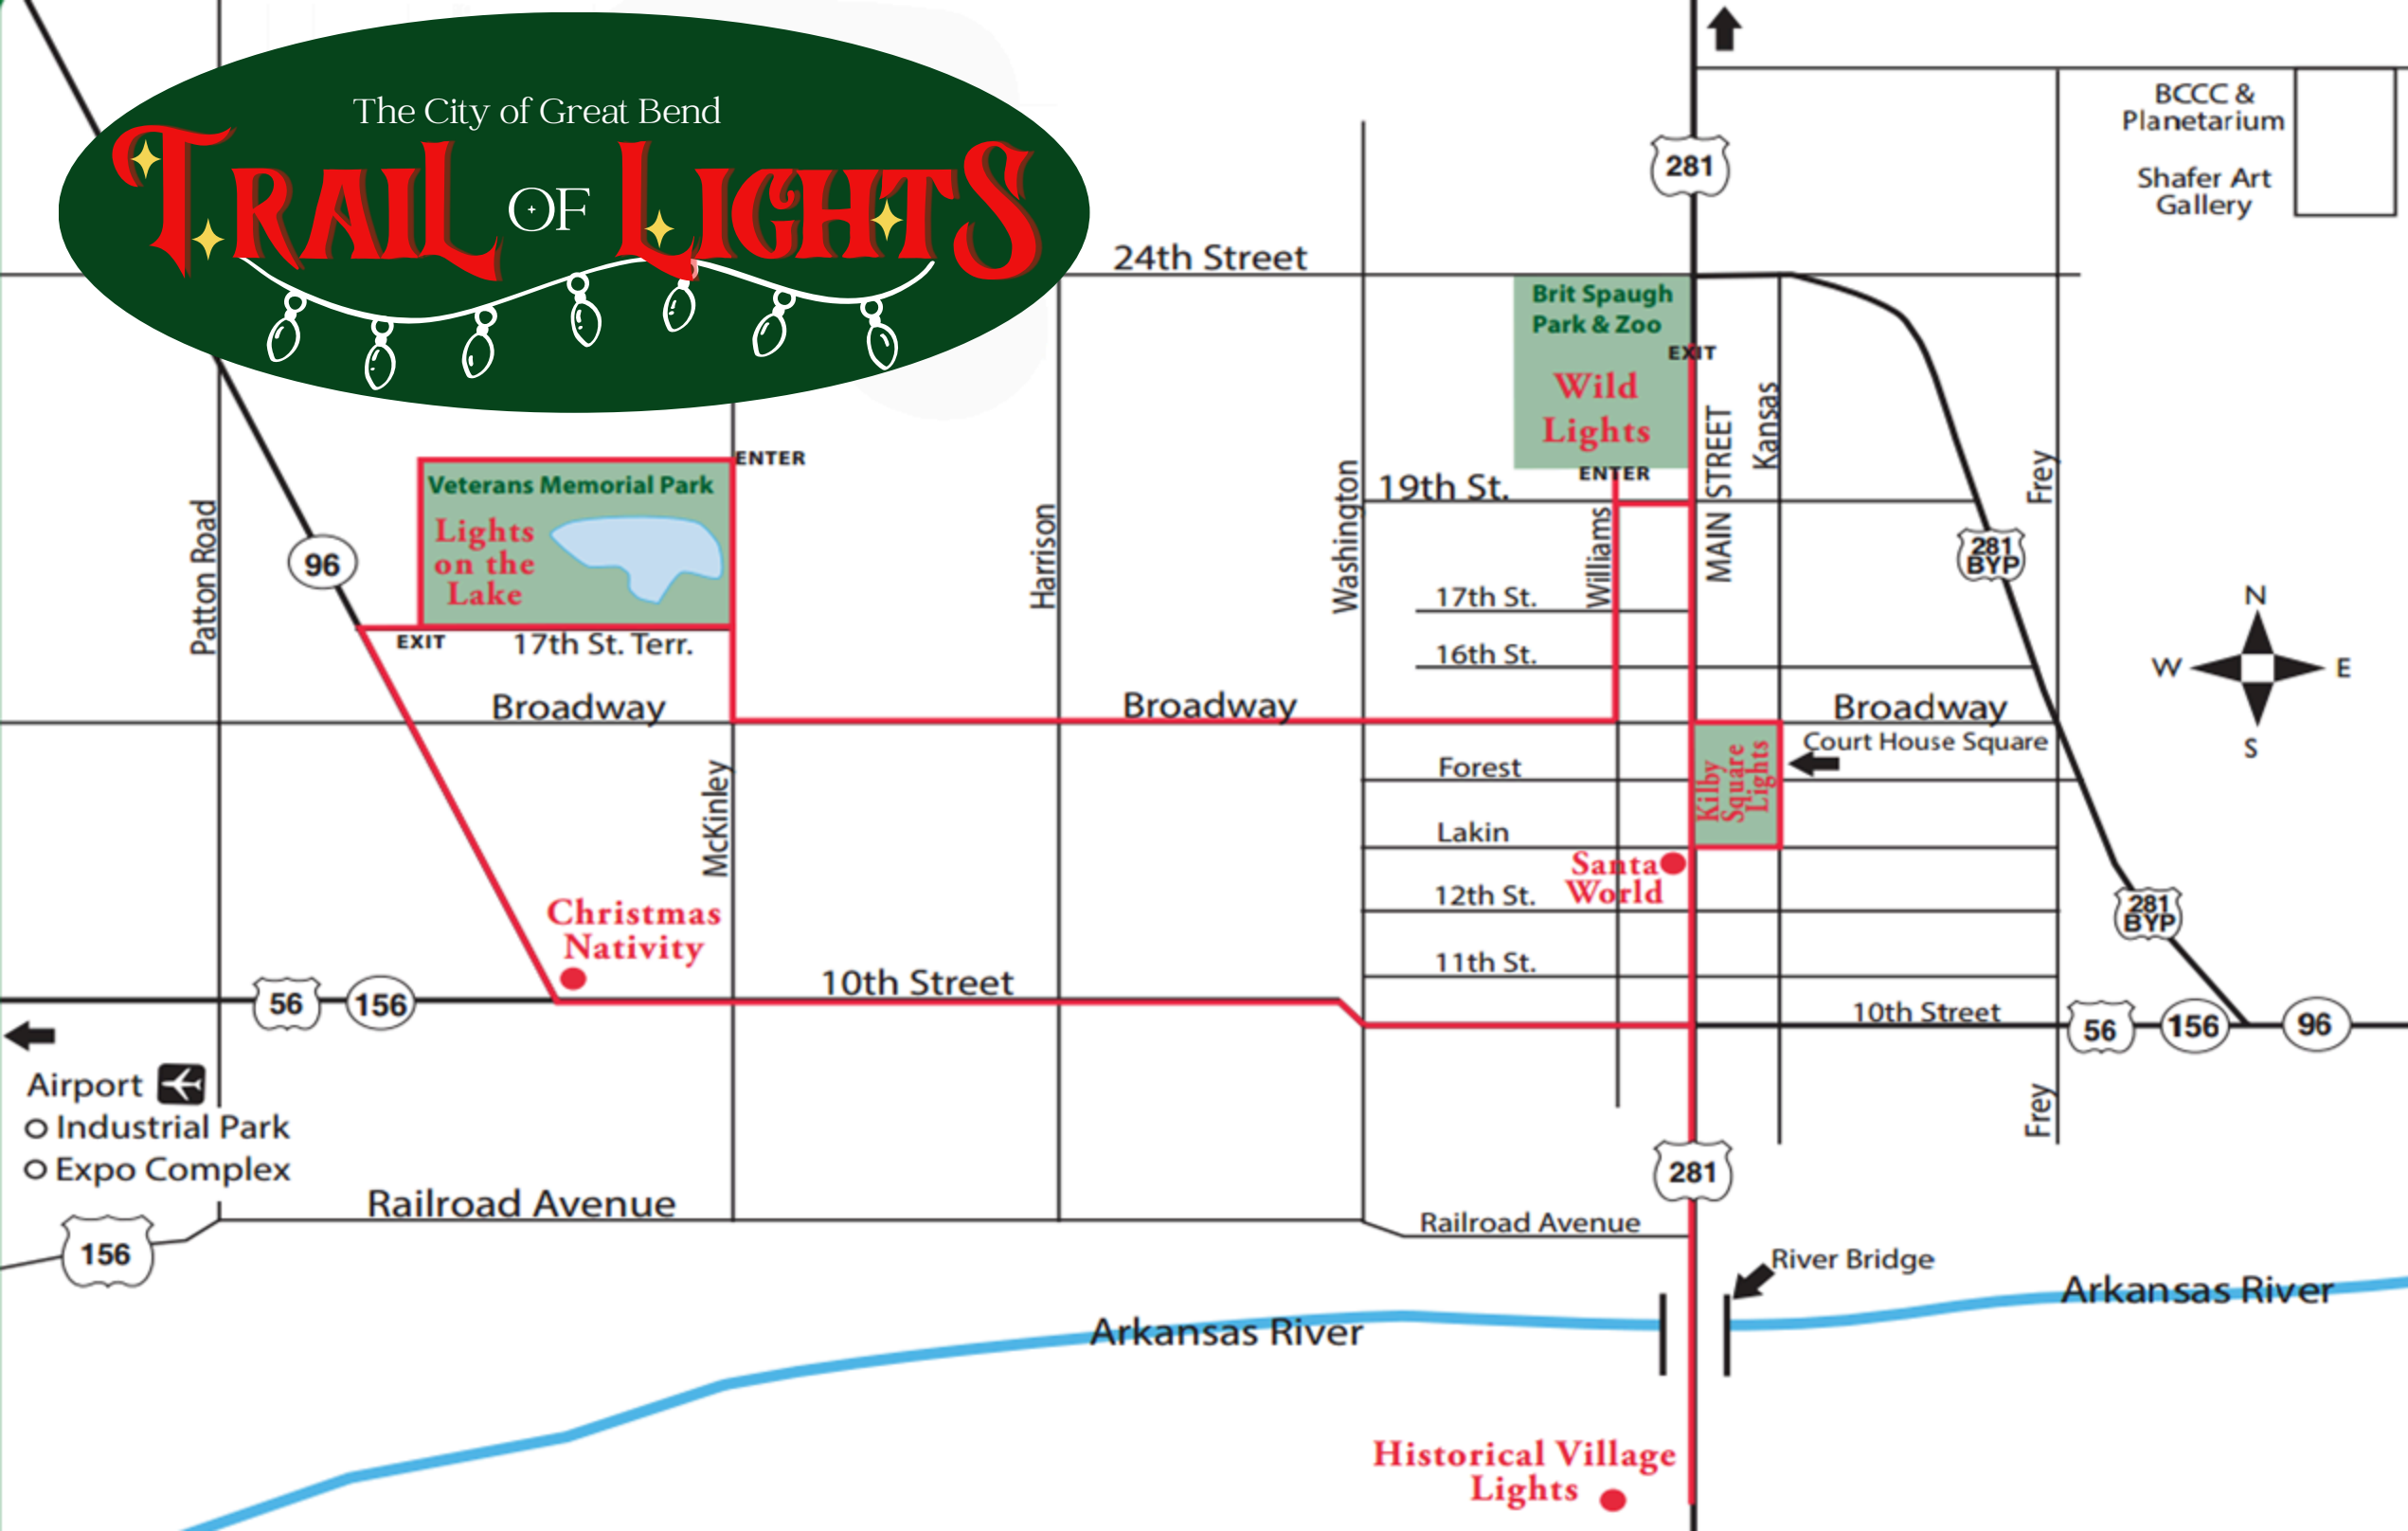 The City of Great Bend
TRAIL OF LIGHTS
281
BCCC &
Planetarium
Shafer Art
Gallery
24th Street
Brit Spaugh
Park & Zoo
EXIT
Wild
Lights
ENTER
MAIN STREET
Kansas
Frey
Washington
19th St.
Williams
Harrison
Patton Road
96
ENTER
Veterans Memorial Park
Lights
on the
Lake
EXIT
17th St. Terr.
281
BYP
17th St.
16th St.
N
W
E
S
Broadway
Broadway
Broadway
Court House Square
Kilby
Square
Lights
Forest
Lakin
McKinley
Santa
World
12th St.
281
BYP
Christmas
Nativity
11th St.
10th Street
56
156
10th Street
56
156
96
Airport
Industrial Park
Expo Complex
Frey
281
Railroad Avenue
Railroad Avenue
156
River Bridge
Arkansas River
Arkansas River
Historical Village
Lights